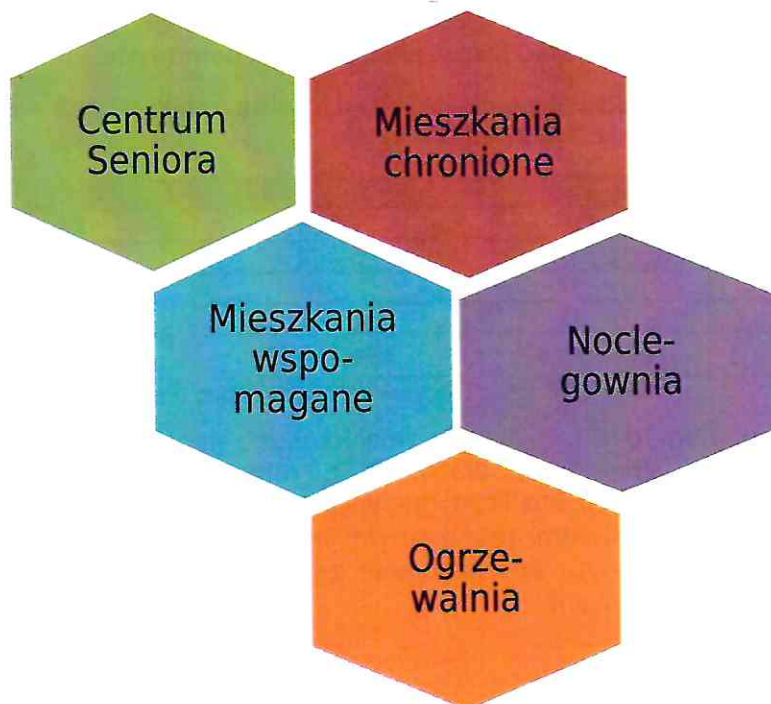 Centrum
Seniora
Mieszkania
chronione
Mieszkania
wspo-
magane
Nocle-
gownia
Ogrze-
walnia